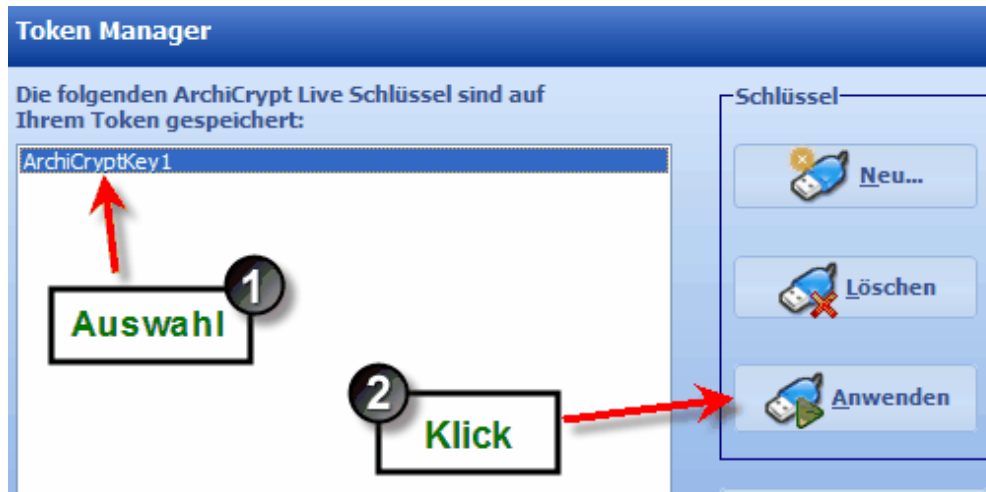 Token Manager
Die folgenden ArchiCrypt Live Schlüssel sind auf
Ihrem Token gespeichert:
ArchiCryptKey1
Schlüssel
Neu...
Löschen
Anwenden
1
Auswahl
2
Klick